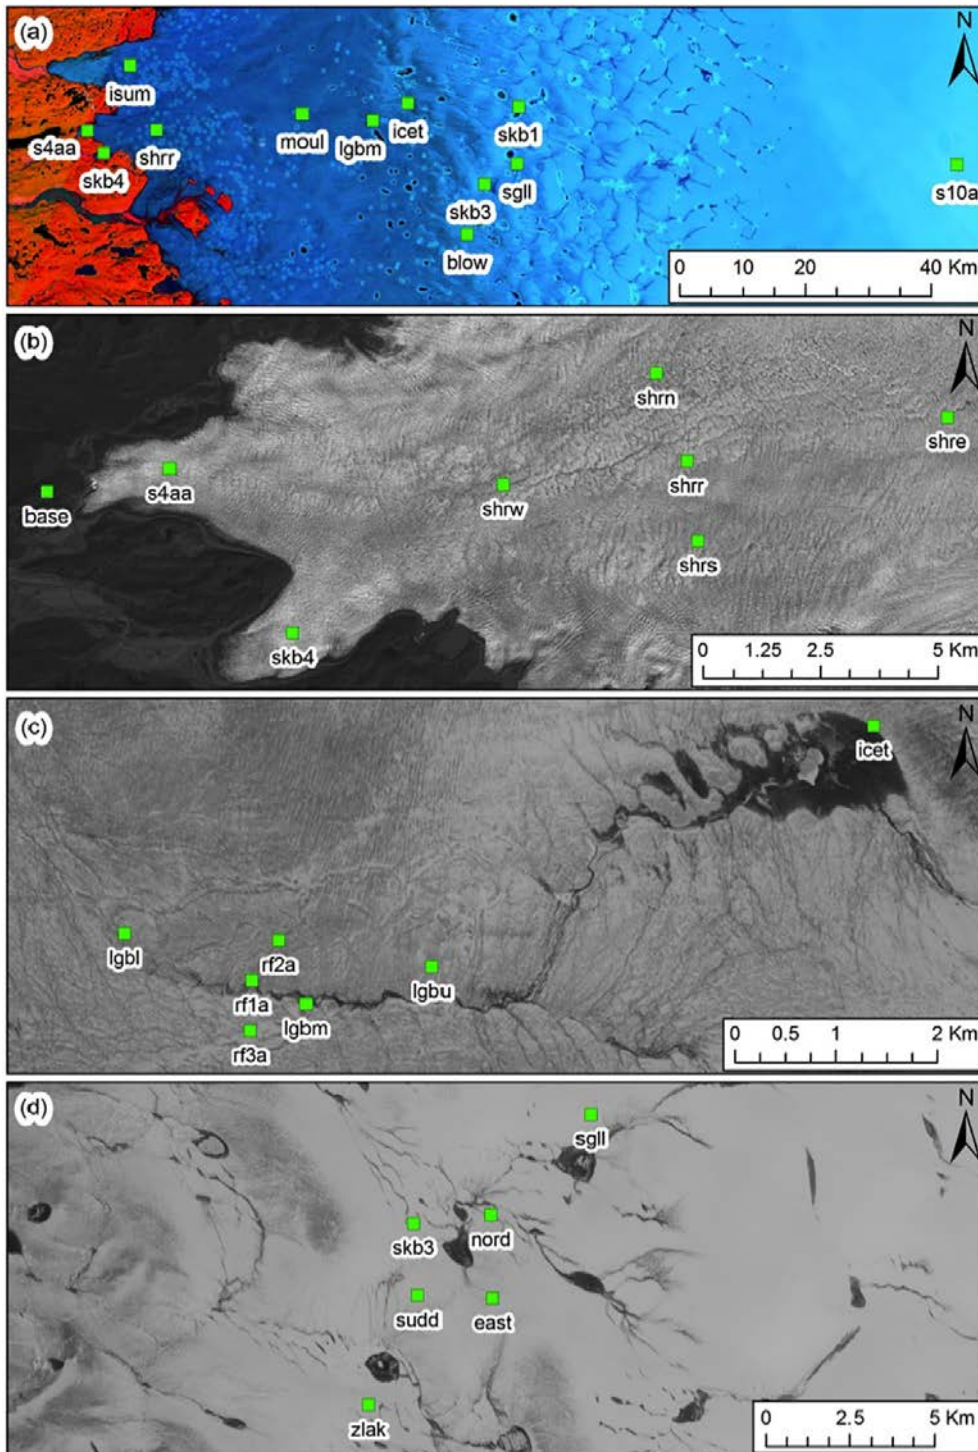 (a)
N
isum
moul
lgbm
icet
skb1
s4aa
shrr
skb4
sgll
s10a
skb3
blow
0 10 20 40 Km
(b)
N
shrn
shre
s4aa
shrr
base
shrw
shrs
skb4
0 1.25 2.5 5 Km
(c)
N
icet
lgbl
rf2a
lgbu
rf1a
lgbm
rf3a
0 0.5 1 2 Km
(d)
N
sgll
skb3
nord
sudd
east
zlak
0 2.5 5 Km